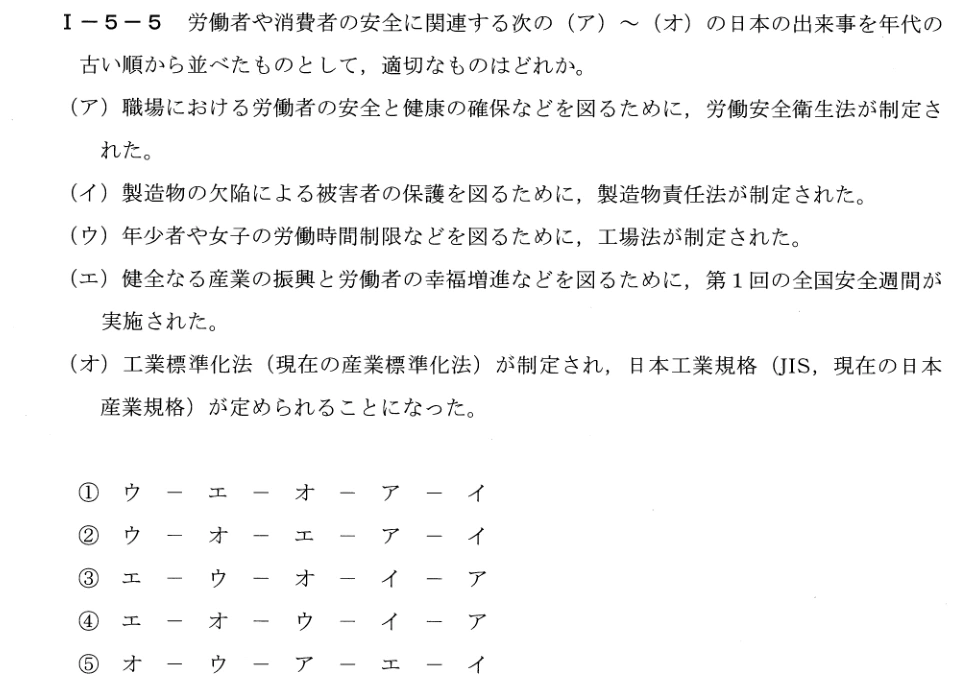 Ⅰ－５－５　労働者や消費者の安全に関連する次の（ア）～（オ）の日本の出来事を年代の
古い順から並べたものとして，適切なものはどれか。
（ア）職場における労働者の安全と健康の確保などを図るために，労働安全衛生法が制定さ
れた。
（イ）製造物の欠陥による被害者の保護を図るために，製造物責任法が制定された。
（ウ）年少者や女子の労働時間制限などを図るために，工場法が制定された。
（エ）健全なる産業の振興と労働者の幸福増進などを図るために，第１回の全国安全週間が
実施された。
（オ）工業標準化法（現在の産業標準化法）が制定され，日本工業規格（JIS，現在の日本
産業規格）が定められることになった。
①　ウ　－　エ　－　オ　－　ア　－　イ
②　ウ　－　オ　－　エ　－　ア　－　イ
③　エ　－　ウ　－　オ　－　イ　－　ア
④　エ　－　オ　－　ウ　－　イ　－　ア
⑤　オ　－　ウ　－　ア　－　エ　－　イ